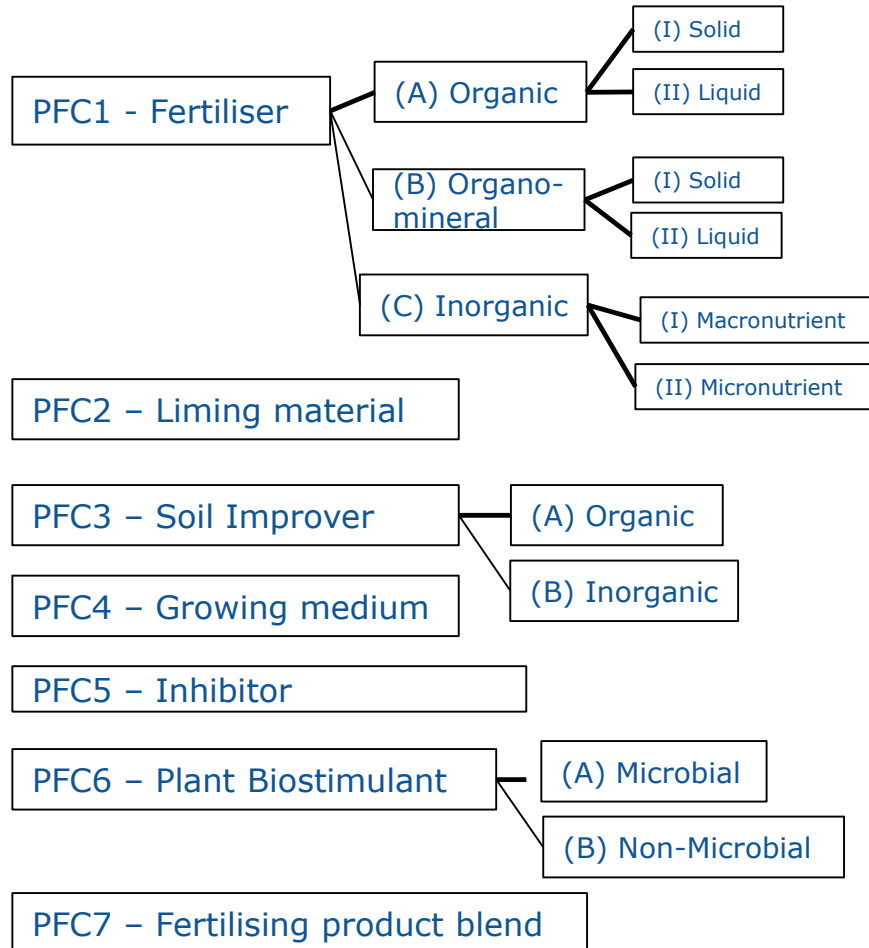 PFC1 - Fertiliser
(A) Organic
(I) Solid
(II) Liquid
(B) Organo-
mineral
(I) Solid
(II) Liquid
(C) Inorganic
(I) Macronutrient
(II) Micronutrient
PFC2 – Liming material
PFC3 – Soil Improver
(A) Organic
(B) Inorganic
PFC4 – Growing medium
PFC5 – Inhibitor
PFC6 – Plant Biostimulant
(A) Microbial
(B) Non-Microbial
PFC7 – Fertilising product blend